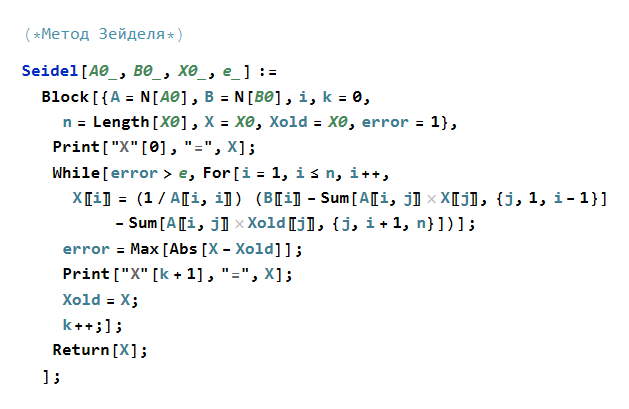 (*Метод Зейделя*)
Seidel[A0_, B0_, X0_, e_] :=
Block[{A = N[A0], B = N[B0], i, k = 0,
n = Length[X0], X = X0, Xold = X0, error = 1},
Print["X"[0], "=", X];
While[error > e, For[i = 1, i ≤ n, i++,
X〚i〛 = (1 / A〚i, i〛) (B〚i〛 - Sum[A〚i, j〛 × X〚j〛, {j, 1, i - 1}]
- Sum[A〚i, j〛 × Xold〚j〛, {j, i + 1, n}])];
error = Max[Abs[X - Xold]];
Print["X"[k + 1], "=", X];
Xold = X;
k++;];
Return[X];
];